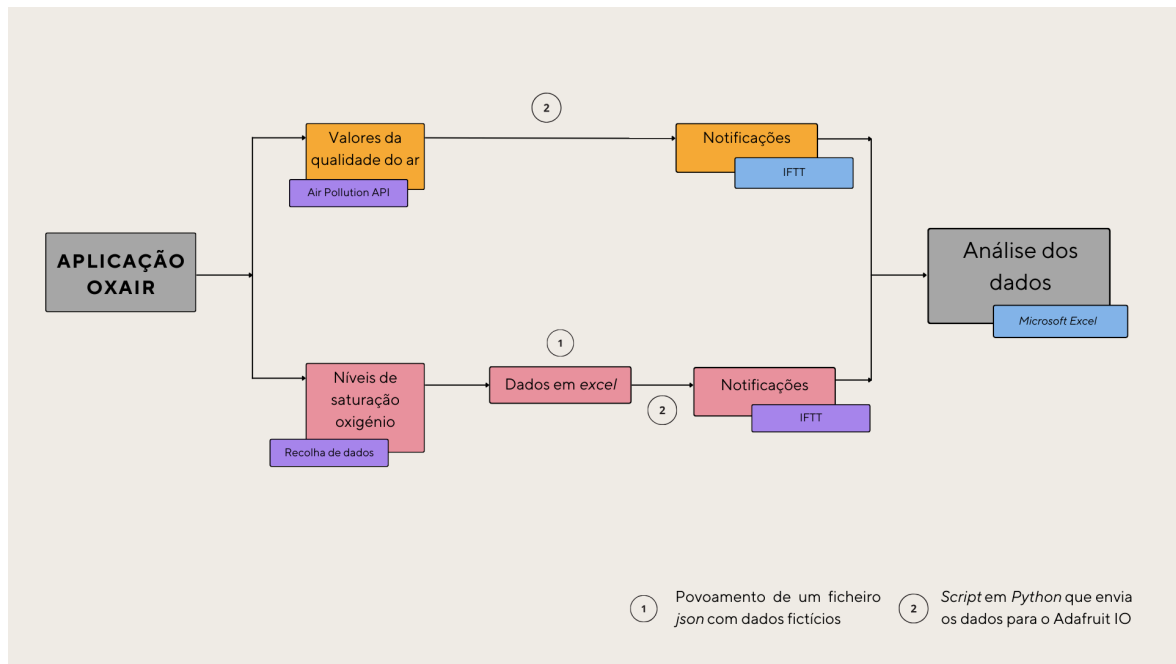 2
Valores da
qualidade do ar
Air Pollution API
Notificações
IFTT
APLICAÇÃO
OXAIR
Análise dos
dados
Microsoft Excel
1
Níveis de
saturação
oxigénio
Recolha de dados
Dados em excel
2
Notificações
IFTT
1
Povoamento de um ficheiro
json com dados fictícios
2
Script em Python que envia
os dados para o Adafruit IO